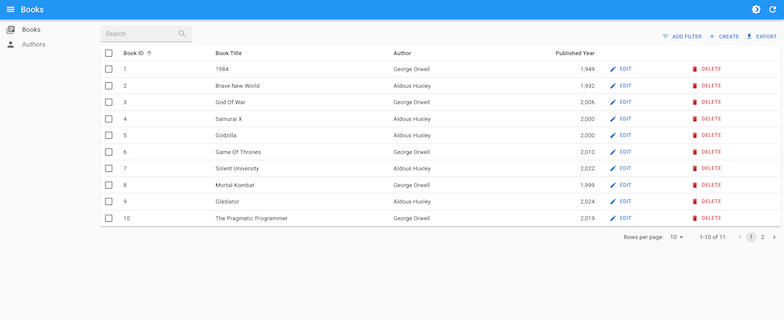 Books
Books
Authors
Search
ADD FILTER CREATE EXPORT
Book ID Book Title Author Published Year
1 1984 George Orwell 1,949 EDIT DELETE
2 Brave New World Aldous Huxley 1,932 EDIT DELETE
3 God Of War George Orwell 2,006 EDIT DELETE
4 Samurai X Aldous Huxley 2,000 EDIT DELETE
5 Godzilla Aldous Huxley 2,000 EDIT DELETE
6 Game Of Thrones George Orwell 2,010 EDIT DELETE
7 Solent University Aldous Huxley 2,022 EDIT DELETE
8 Mortal Kombat George Orwell 1,999 EDIT DELETE
9 Gladiator Aldous Huxley 2,024 EDIT DELETE
10 The Pragmatic Programmer George Orwell 2,019 EDIT DELETE
Rows per page: 10 1-10 of 11 1 2